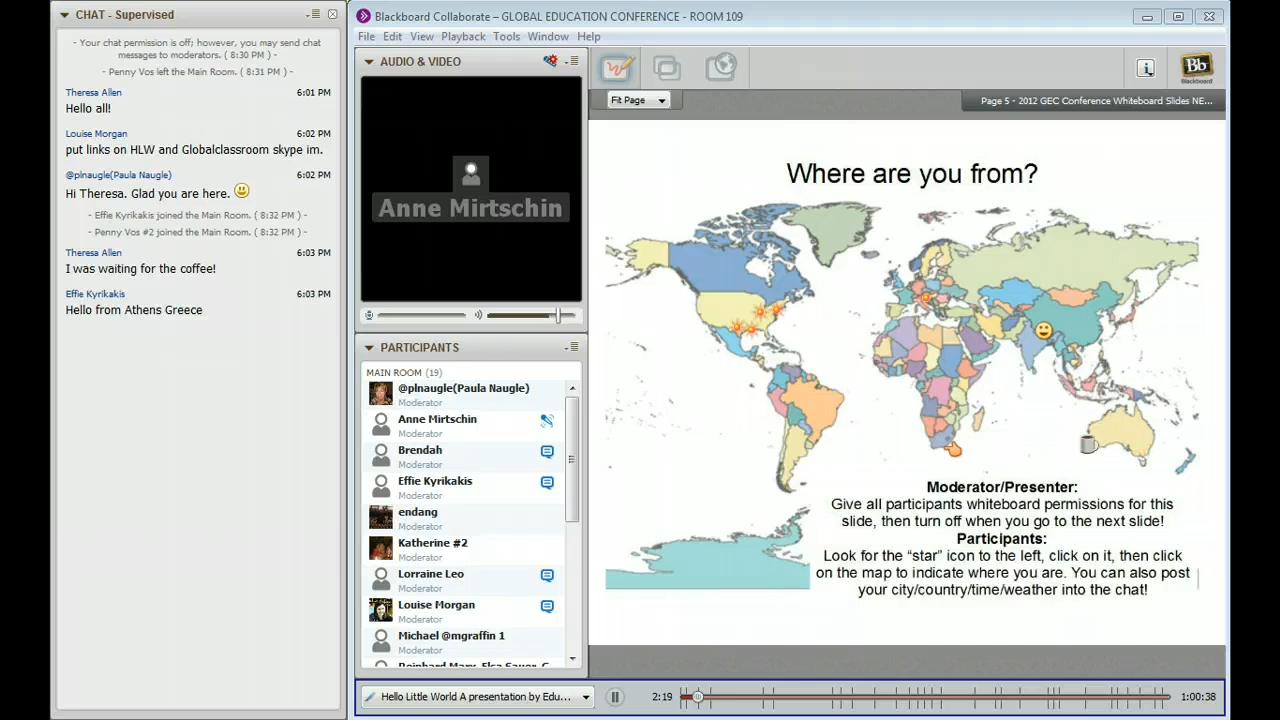 CHAT - Supervised
- Your chat permission is off; however, you may send chat
messages to moderators. ( 8:30 PM ) -
- Penny Vos left the Main Room. ( 8:31 PM ) -
Theresa Allen 6:01 PM
Hello all!
Louise Morgan 6:02 PM
put links on HLW and Globalclassroom skype im.
@plnaugle(Paula Naugle) 6:02 PM
Hi Theresa. Glad you are here.
- Effie Kyrikakis joined the Main Room. ( 8:32 PM ) -
- Penny Vos #2 joined the Main Room. ( 8:32 PM ) -
Theresa Allen 6:03 PM
I was waiting for the coffee!
Effie Kyrikakis 6:03 PM
Hello from Athens Greece
Blackboard Collaborate – GLOBAL EDUCATION CONFERENCE - ROOM 109
File Edit View Playback Tools Window Help
AUDIO & VIDEO
Anne Mirtschin
PARTICIPANTS
MAIN ROOM (19)
@plnaugle(Paula Naugle)
Moderator
Anne Mirtschin
Moderator
Brendah
Moderator
Effie Kyrikakis
Moderator
endang
Moderator
Katherine #2
Moderator
Lorraine Leo
Moderator
Louise Morgan
Moderator
Michael @mgraffin 1
Moderator
Bb
Blackboard
Fit Page
Page 5 - 2012 GEC Conference Whiteboard Slides NE...
Where are you from?
Moderator/Presenter:
Give all participants whiteboard permissions for this
slide, then turn off when you go to the next slide!
Participants:
Look for the “star” icon to the left, click on it, then click
on the map to indicate where you are. You can also post
your city/country/time/weather into the chat!
Hello Little World A presentation by Edu... 2:19 1:00:38